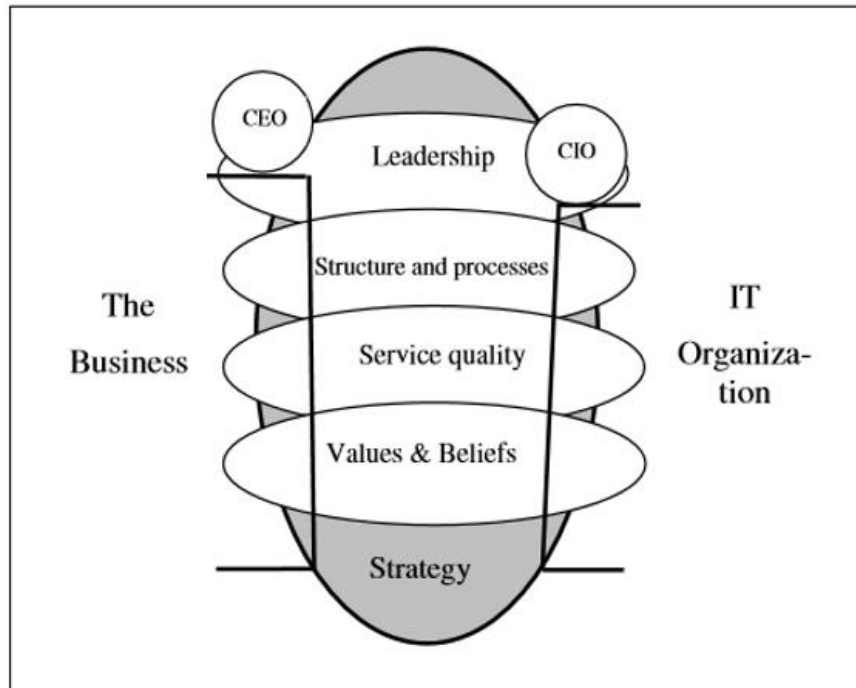 CEO
CIO
Leadership
Structure and processes
The
Business
IT
Organiza-
tion
Service quality
Values & Beliefs
Strategy